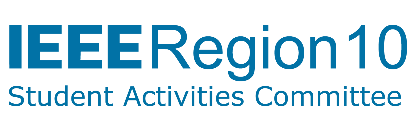 IEEE Region 10
Student Activities Committee